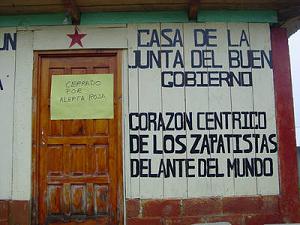 UN
CASA DE LA
JUNTA DEL BUEN
GOBIERNO
CERRADO
POR
ALERTA ROJA
CORAZON CENTRICO
DE LOS ZAPATISTAS
DELANTE DEL MUNDO